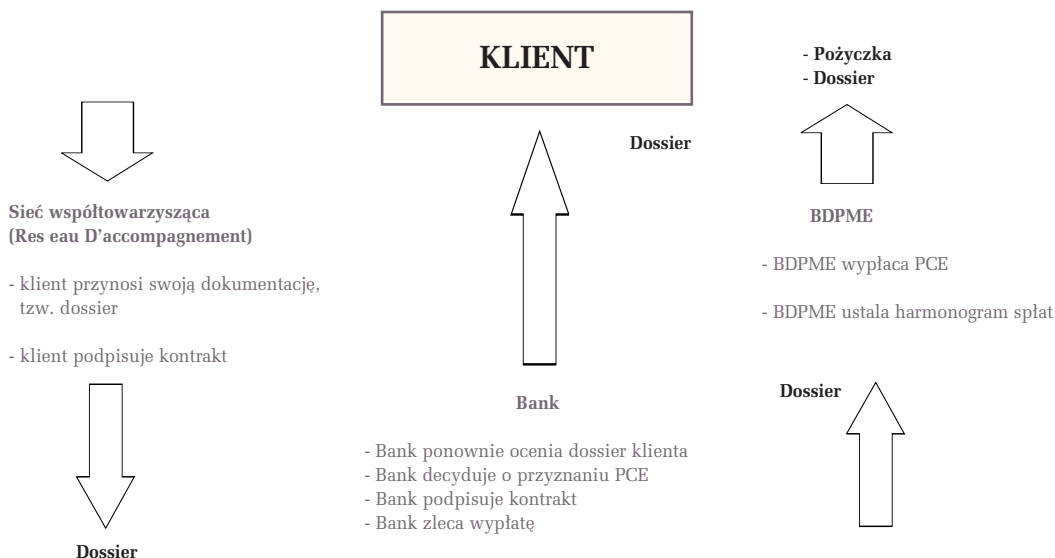 KLIENT
Dossier
Sieć współtowarzysząca
(Res eau D’accompagnement)
- klient przynosi swoją dokumentację,
tzw. dossier
- klient podpisuje kontrakt
Dossier
Bank
- Bank ponownie ocenia dossier klienta
- Bank decyduje o przyznaniu PCE
- Bank podpisuje kontrakt
- Bank zleca wypłatę
- Pożyczka
- Dossier
BDPME
- BDPME wypłaca PCE
- BDPME ustala harmonogram spłat
Dossier